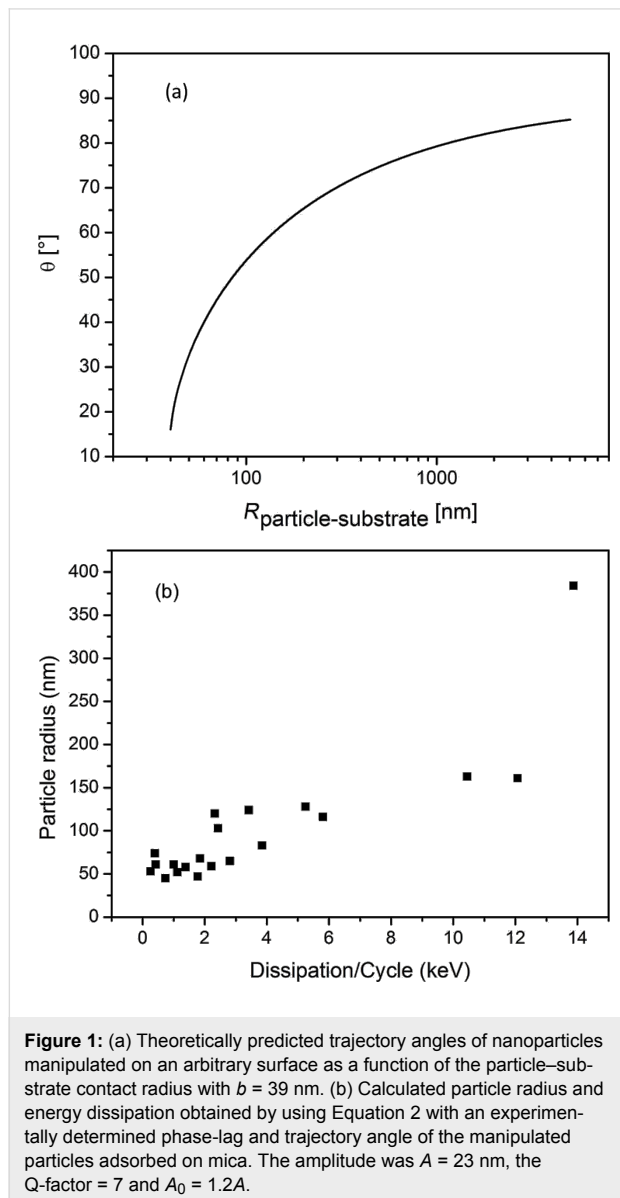 (a)
100
90
80
70
60
50
40
30
20
10
θ [°]
100
1000
R particle-substrate [nm]
(b)
400
350
300
250
200
150
100
50
0
Particle radius (nm)
0
2
4
6
8
10
12
14
Dissipation/Cycle (keV)
Figure 1: (a) Theoretically predicted trajectory angles of nanoparticles
manipulated on an arbitrary surface as a function of the particle–sub-
strate contact radius with b = 39 nm. (b) Calculated particle radius and
energy dissipation obtained by using Equation 2 with an experimen-
tally determined phase-lag and trajectory angle of the manipulated
particles adsorbed on mica. The amplitude was A = 23 nm, the
Q-factor = 7 and A0 = 1.2A.